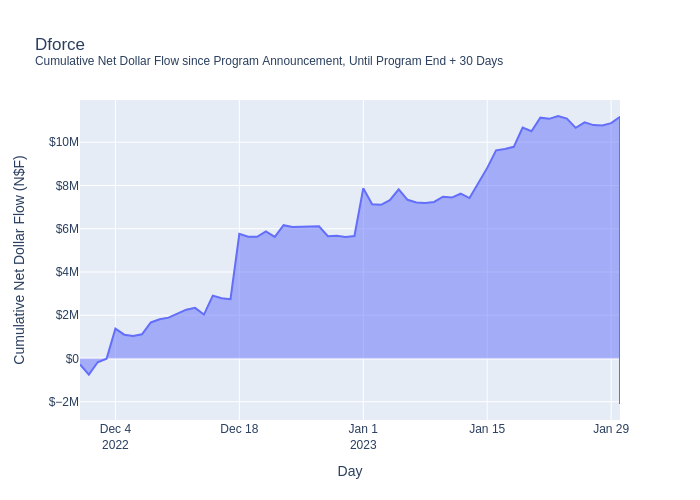 Dforce
Cumulative Net Dollar Flow since Program Announcement, Until Program End + 30 Days
Cumulative Net Dollar Flow (N$F)
$10M
$8M
$6M
$4M
$2M
$0
$−2M
Dec 4
2022
Dec 18
Jan 1
2023
Jan 15
Jan 29
Day